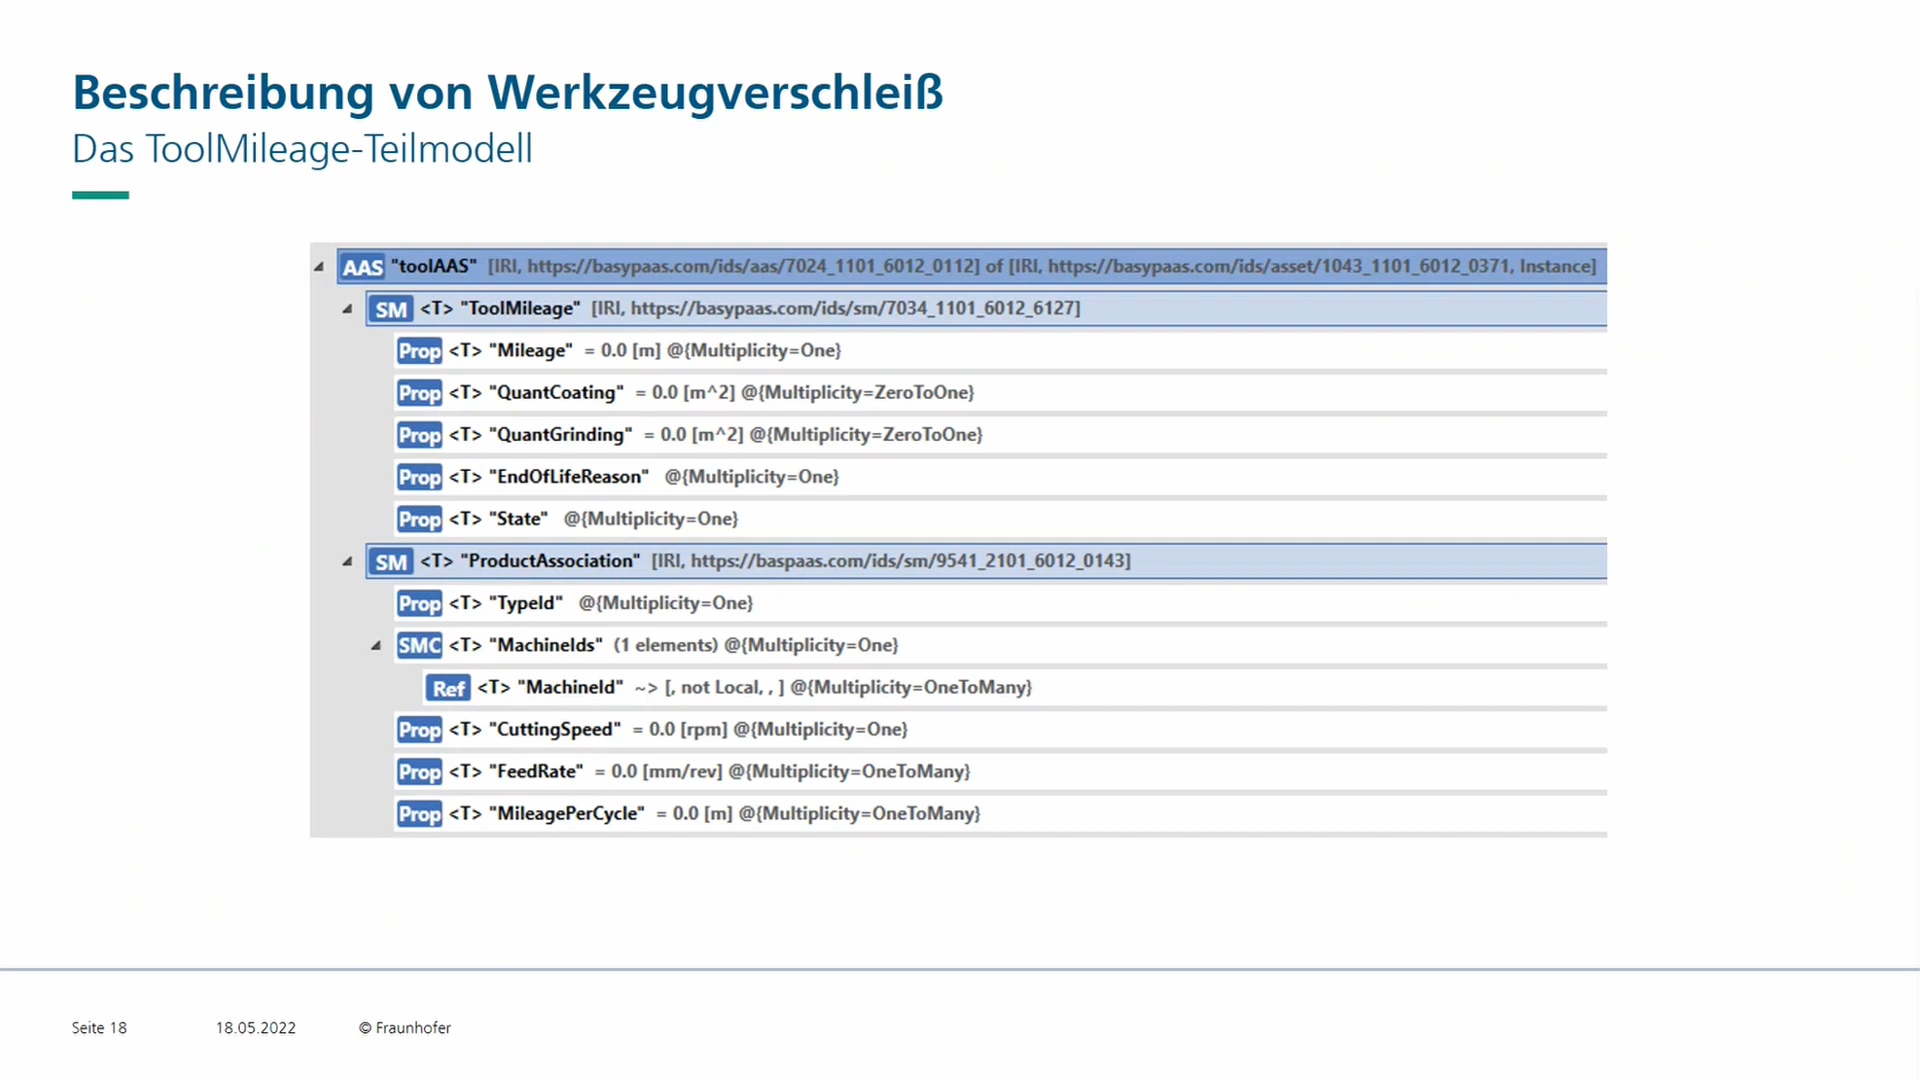 Beschreibung von Werkzeugverschleiß
Das ToolMileage-Teilmodell
AAS "toolAAS" [IRI, https://basypaas.com/ids/aas/7024_1101_6012_0112] of [IRI, https://basypaas.com/ids/asset/1043_1101_6012_0371, Instance]
SM <T> "ToolMileage" [IRI, https://basypaas.com/ids/sm/7034_1101_6012_6127]
Prop <T> "Mileage" = 0.0 [m] @{Multiplicity=One}
Prop <T> "QuantCoating" = 0.0 [m^2] @{Multiplicity=ZeroToOne}
Prop <T> "QuantGrinding" = 0.0 [m^2] @{Multiplicity=ZeroToOne}
Prop <T> "EndOfLifeReason" @{Multiplicity=One}
Prop <T> "State" @{Multiplicity=One}
SM <T> "ProductAssociation" [IRI, https://baspaas.com/ids/sm/9541_2101_6012_0143]
Prop <T> "TypeId" @{Multiplicity=One}
SMC <T> "MachineIds" (1 elements) @{Multiplicity=One}
Ref <T> "MachineId" ~> [, not Local, , ] @{Multiplicity=OneToMany}
Prop <T> "CuttingSpeed" = 0.0 [rpm] @{Multiplicity=One}
Prop <T> "FeedRate" = 0.0 [mm/rev] @{Multiplicity=OneToMany}
Prop <T> "MileagePerCycle" = 0.0 [m] @{Multiplicity=OneToMany}
Seite 18 18.05.2022 © Fraunhofer